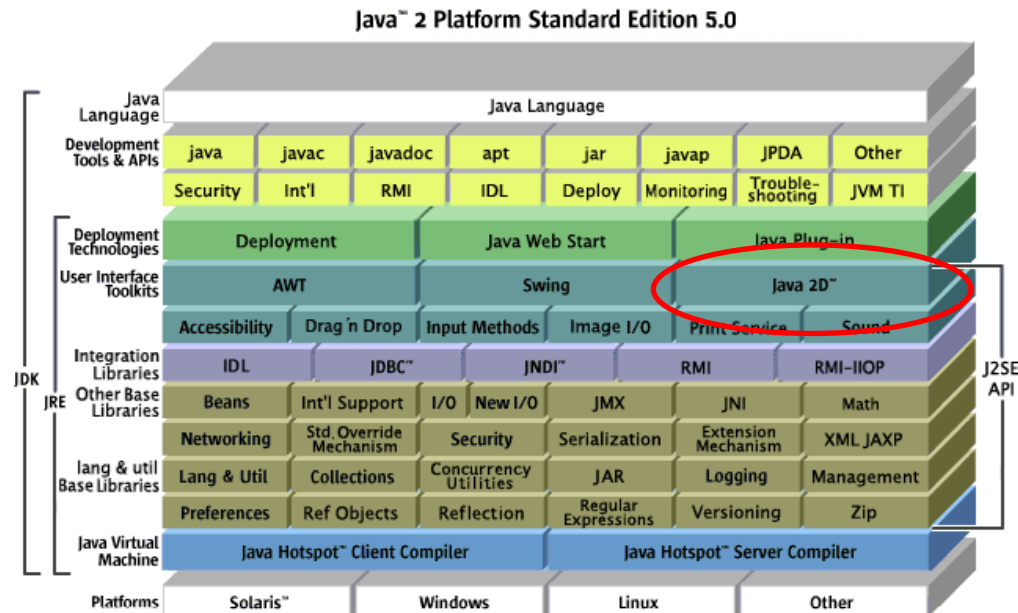 Java™ 2 Platform Standard Edition 5.0
Java
Language
Java Language
Development
Tools & APIs
java javac javadoc apt jar javap JPDA Other
Security Int'l RMI IDL Deploy Monitoring Trouble-
shooting JVM TI
Deployment
Technologies
Deployment Java Web Start Java Plug-in
User Interface
Toolkits
AWT Swing Java 2D™
Accessibility Drag'n Drop Input Methods Image I/O Print Service Sound
Integration
Libraries
IDL JDBC™ JNDI™ RMI RMI-IIOP
JDK
JRE
J2SE
API
Other Base
Libraries
Beans Int'l Support I/O New I/O JMX JNI Math
Networking Std. Override
Mechanism Security Serialization Extension
Mechanism XML JAXP
lang & util
Base Libraries
Lang & Util Collections Concurrency
Utilities JAR Logging Management
Preferences Ref Objects Reflection Regular
Expressions Versioning Zip
Java Virtual
Machine
Java Hotspot™ Client Compiler Java Hotspot™ Server Compiler
Platforms Solaris™ Windows Linux Other